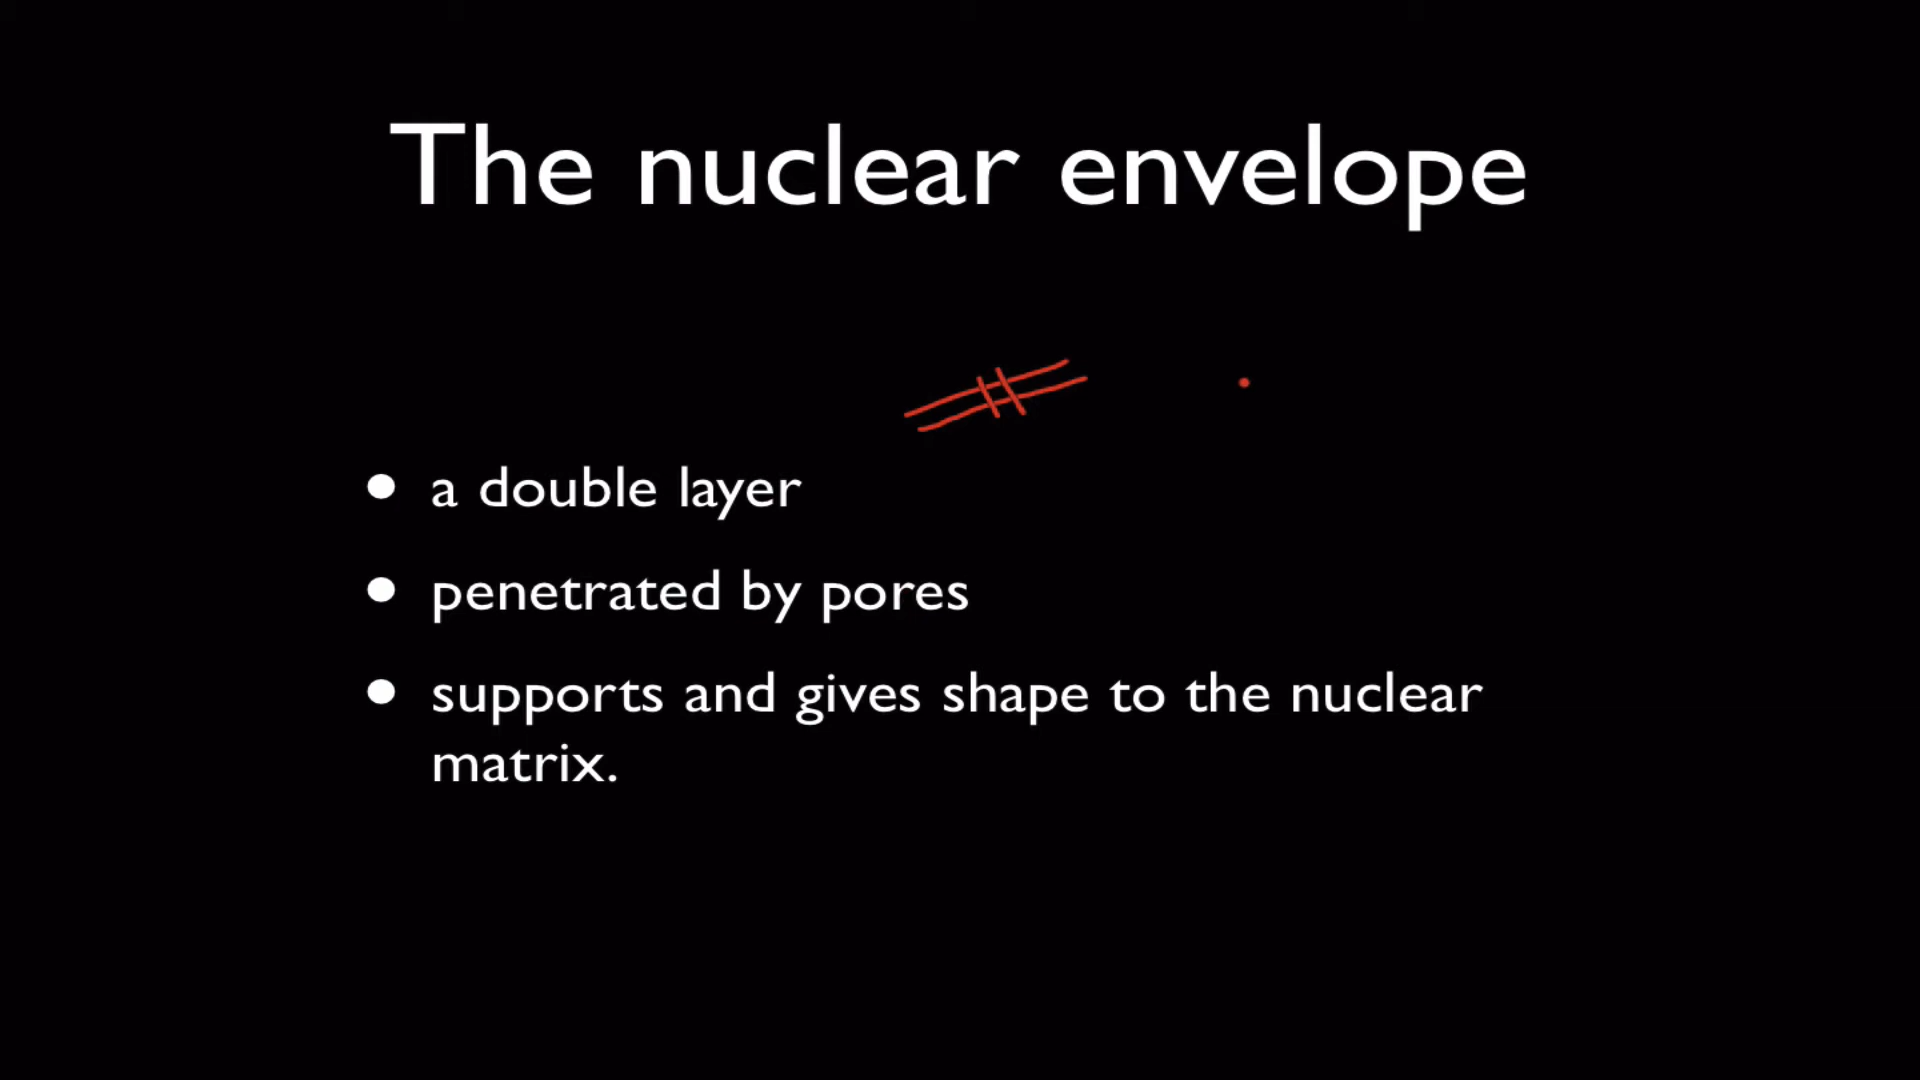 The nuclear envelope
• a double layer
• penetrated by pores
• supports and gives shape to the nuclear
matrix.